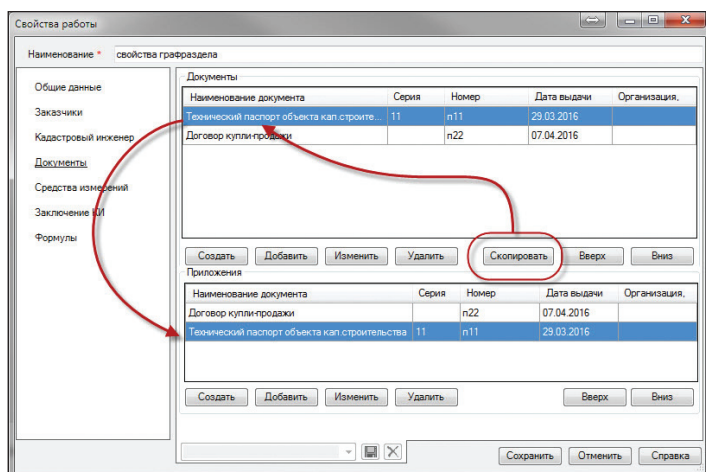 Свойства работы
Наименование * свойства графраздела
Общие данные
Заказчики
Кадастровый инженер
Документы
Средства измерений
Заключение КИ
Формулы
Документы
Наименование документа Серия Номер Дата выдачи Организация,
Технический паспорт объекта кап.строите... 11 п11 29.03.2016
Договор купли-продажи п22 07.04.2016
Создать Добавить Изменить Удалить Скопировать Вверх Вниз
Приложения
Наименование документа Серия Номер Дата выдачи Организация,
Договор купли-продажи п22 07.04.2016
Технический паспорт объекта кап.строительства 11 п11 29.03.2016
Создать Добавить Изменить Удалить Вверх Вниз
Сохранить Отменить Справка